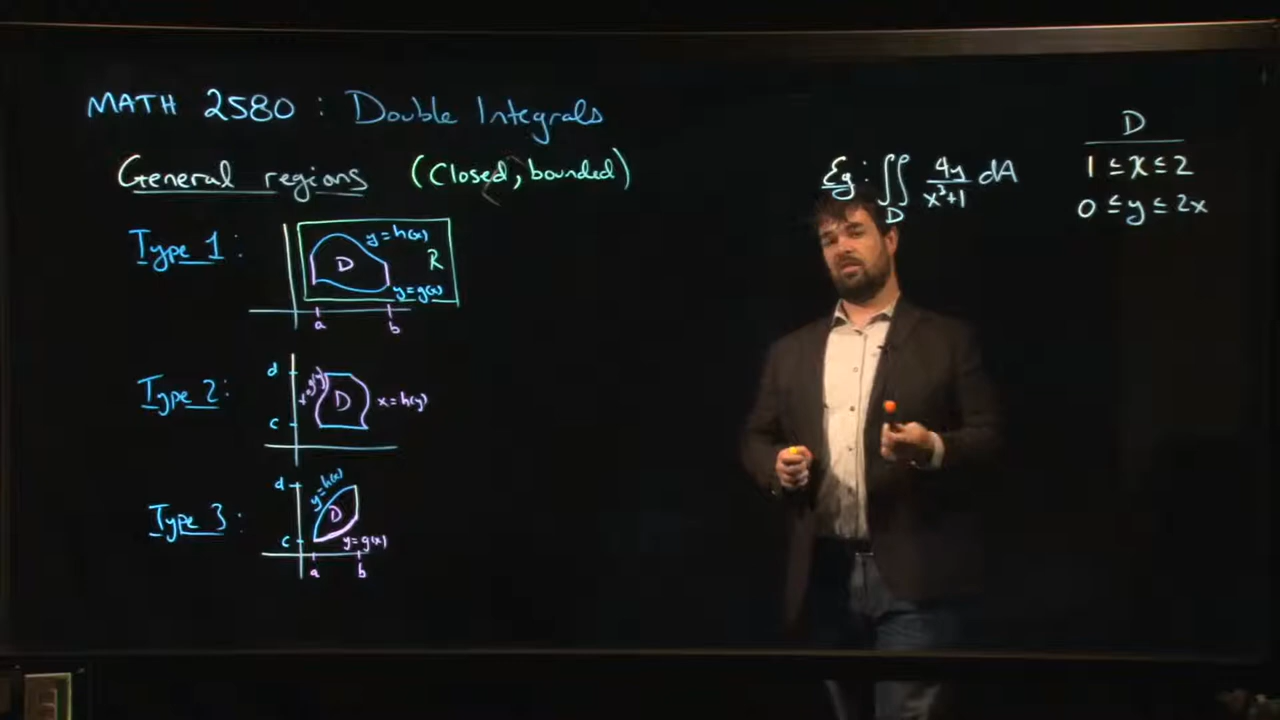 MATH 2580 : Double Integrals
General regions (Closed, bounded)
Type 1 :
y=h(x)
D
R
y=g(x)
a b
Type 2 :
d
x=g(y)
D
x=h(y)
c
Type 3 :
d
y=h(x)
D
c
y=g(x)
a b
Eg : ∬_D 4y/(x³+1) dA
D
1 ≤ x ≤ 2
0 ≤ y ≤ 2x